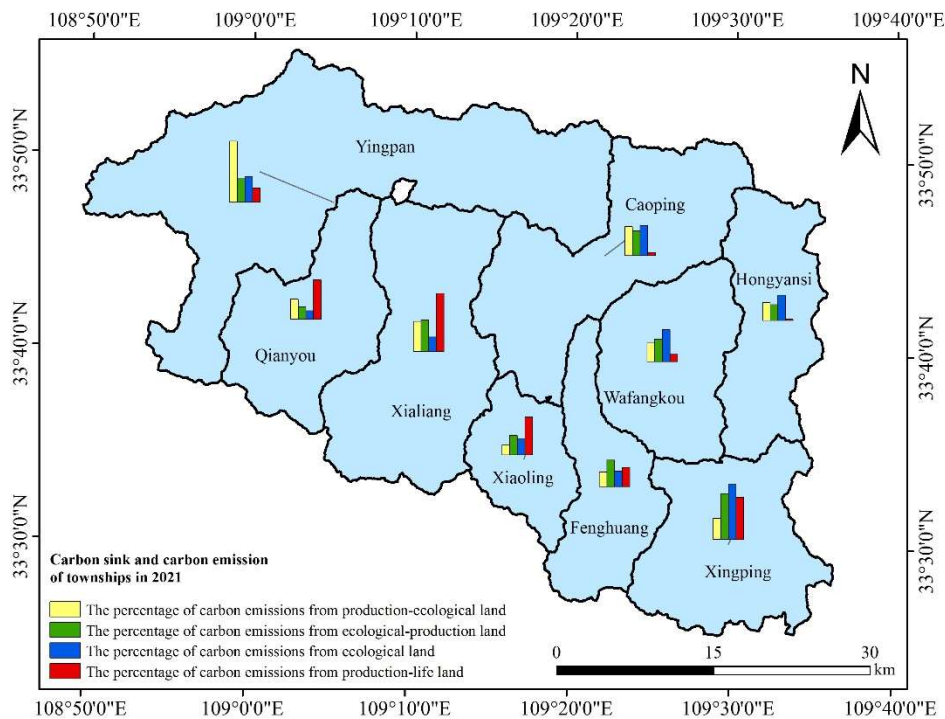 108°50'0"E 109°0'0"E 109°10'0"E 109°20'0"E 109°30'0"E 109°40'0"E
N
33°50'0"N
33°50'0"N
Yingpan
Caoping
Hongyansi
33°40'0"N
33°40'0"N
Qianyou
Wafangkou
Xialiang
Xiaoling
Fenghuang
33°30'0"N
33°30'0"N
Xingping
Carbon sink and carbon emission
of townships in 2021
The percentage of carbon emissions from production-ecological land
The percentage of carbon emissions from ecological-production land
The percentage of carbon emissions from ecological land
The percentage of carbon emissions from production-life land
0 15 30
km
108°50'0"E 109°0'0"E 109°10'0"E 109°20'0"E 109°30'0"E 109°40'0"E